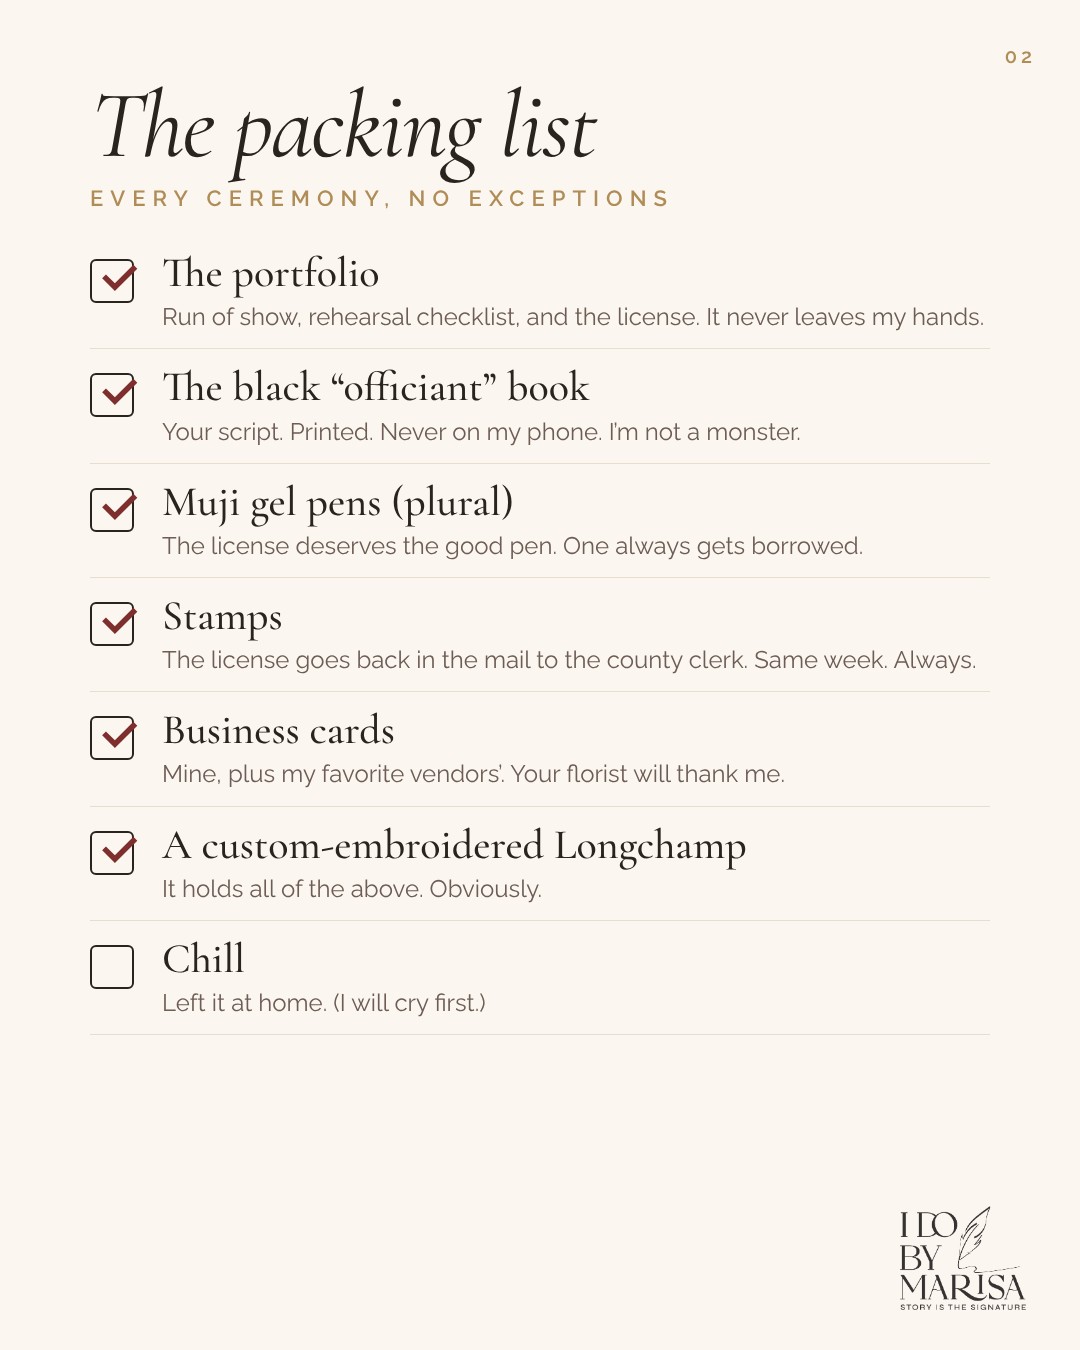 02
The packing list
EVERY CEREMONY, NO EXCEPTIONS
The portfolio
Run of show, rehearsal checklist, and the license. It never leaves my hands.
The black “officiant” book
Your script. Printed. Never on my phone. I’m not a monster.
Muji gel pens (plural)
The license deserves the good pen. One always gets borrowed.
Stamps
The license goes back in the mail to the county clerk. Same week. Always.
Business cards
Mine, plus my favorite vendors’. Your florist will thank me.
A custom-embroidered Longchamp
It holds all of the above. Obviously.
Chill
Left it at home. (I will cry first.)
I DO
BY
MARISA
STORY IS THE SIGNATURE